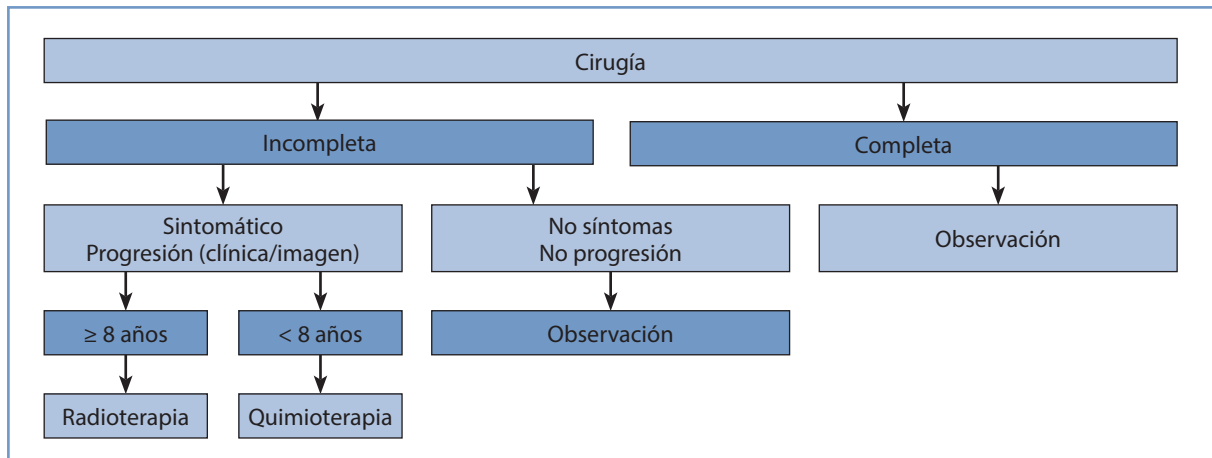 Cirugía
Incompleta
Completa
Sintomático
Progresión (clínica/imagen)
No síntomas
No progresión
Observación
≥ 8 años
< 8 años
Observación
Radioterapia
Quimioterapia